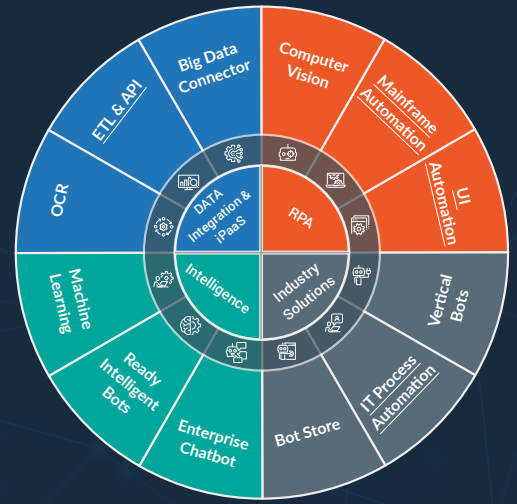 Big Data
Connector
Computer
Vision
ETL & API
Mainframe
Automation
OCR
UI
Automation
DATA
Integration &
iPaaS
RPA
Intelligence
Industry
Solutions
Machine
Learning
Vertical
Bots
Ready
Intelligent
Bots
IT Process
Automation
Enterprise
Chatbot
Bot Store